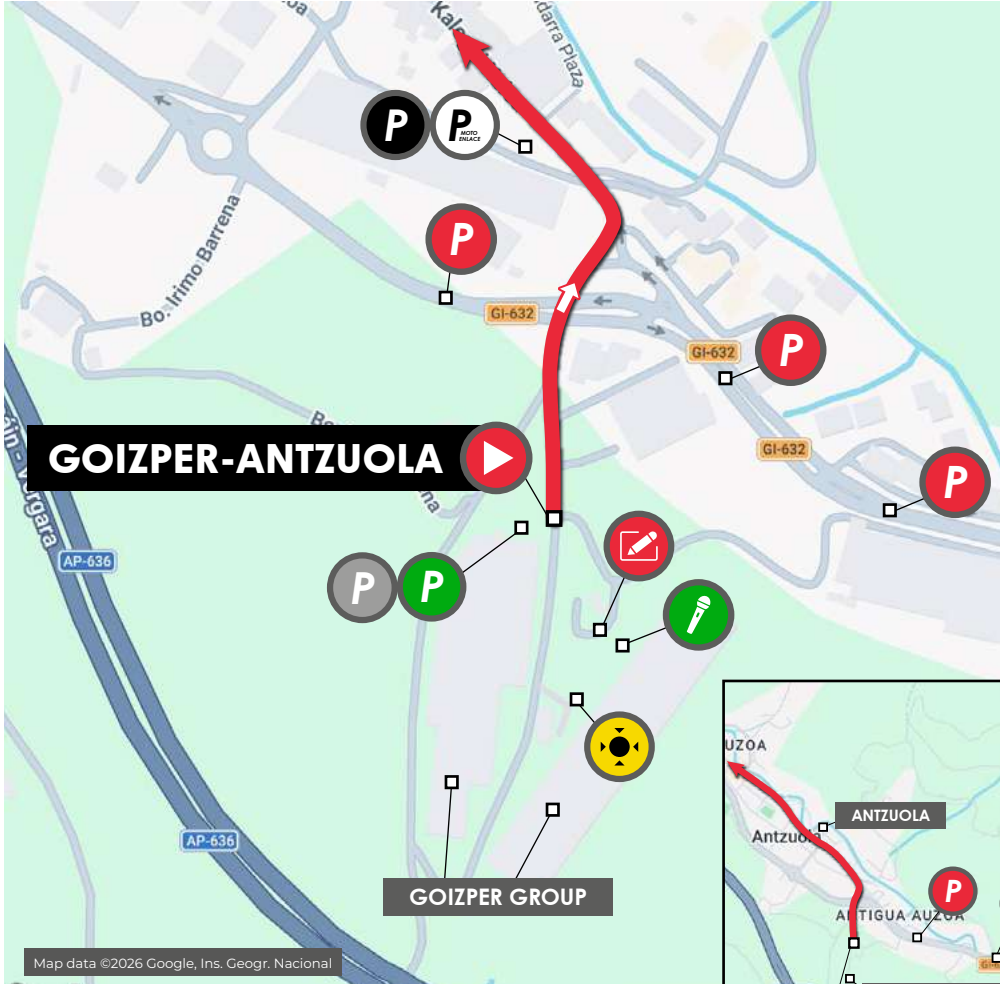 Kale
darra Plaza
P
P
MOTO
ENLACE
P
Bo. Irimo Barrena
GI-632
GI-632
P
GI-632
P
GOIZPER-ANTZUOLA
AP-636
P
P
AP-636
GOIZPER GROUP
UZOA
ANTZUOLA
Antzuola
P
ANTIGUA AUZOA
Map data ©2026 Google, Ins. Geogr. Nacional